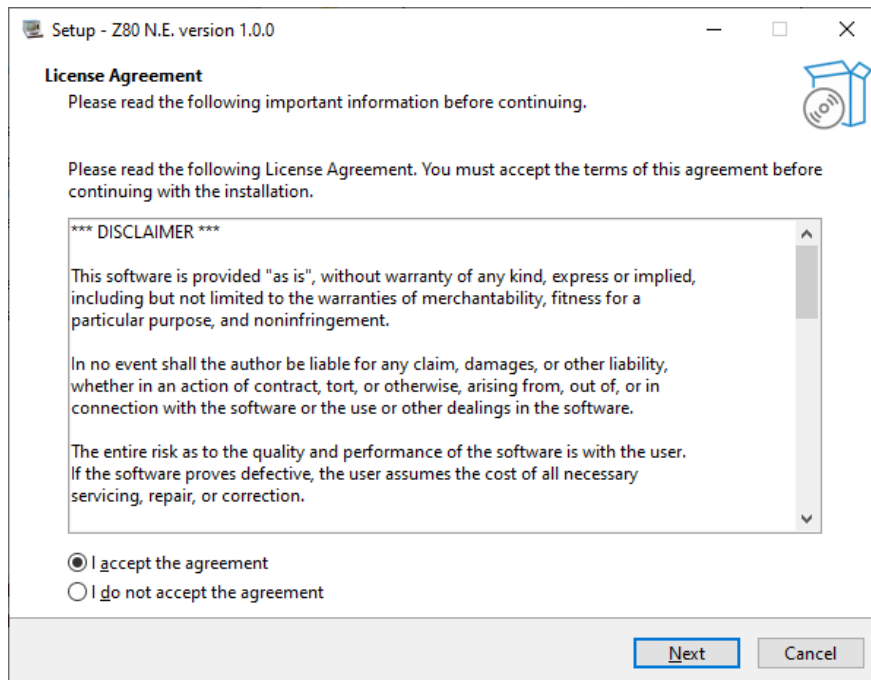 Setup - Z80 N.E. version 1.0.0
License Agreement
Please read the following important information before continuing.
Please read the following License Agreement. You must accept the terms of this agreement before
continuing with the installation.
*** DISCLAIMER ***
This software is provided "as is", without warranty of any kind, express or implied,
including but not limited to the warranties of merchantability, fitness for a
particular purpose, and noninfringement.
In no event shall the author be liable for any claim, damages, or other liability,
whether in an action of contract, tort, or otherwise, arising from, out of, or in
connection with the software or the use or other dealings in the software.
The entire risk as to the quality and performance of the software is with the user.
If the software proves defective, the user assumes the cost of all necessary
servicing, repair, or correction.
I accept the agreement
I do not accept the agreement
Next
Cancel